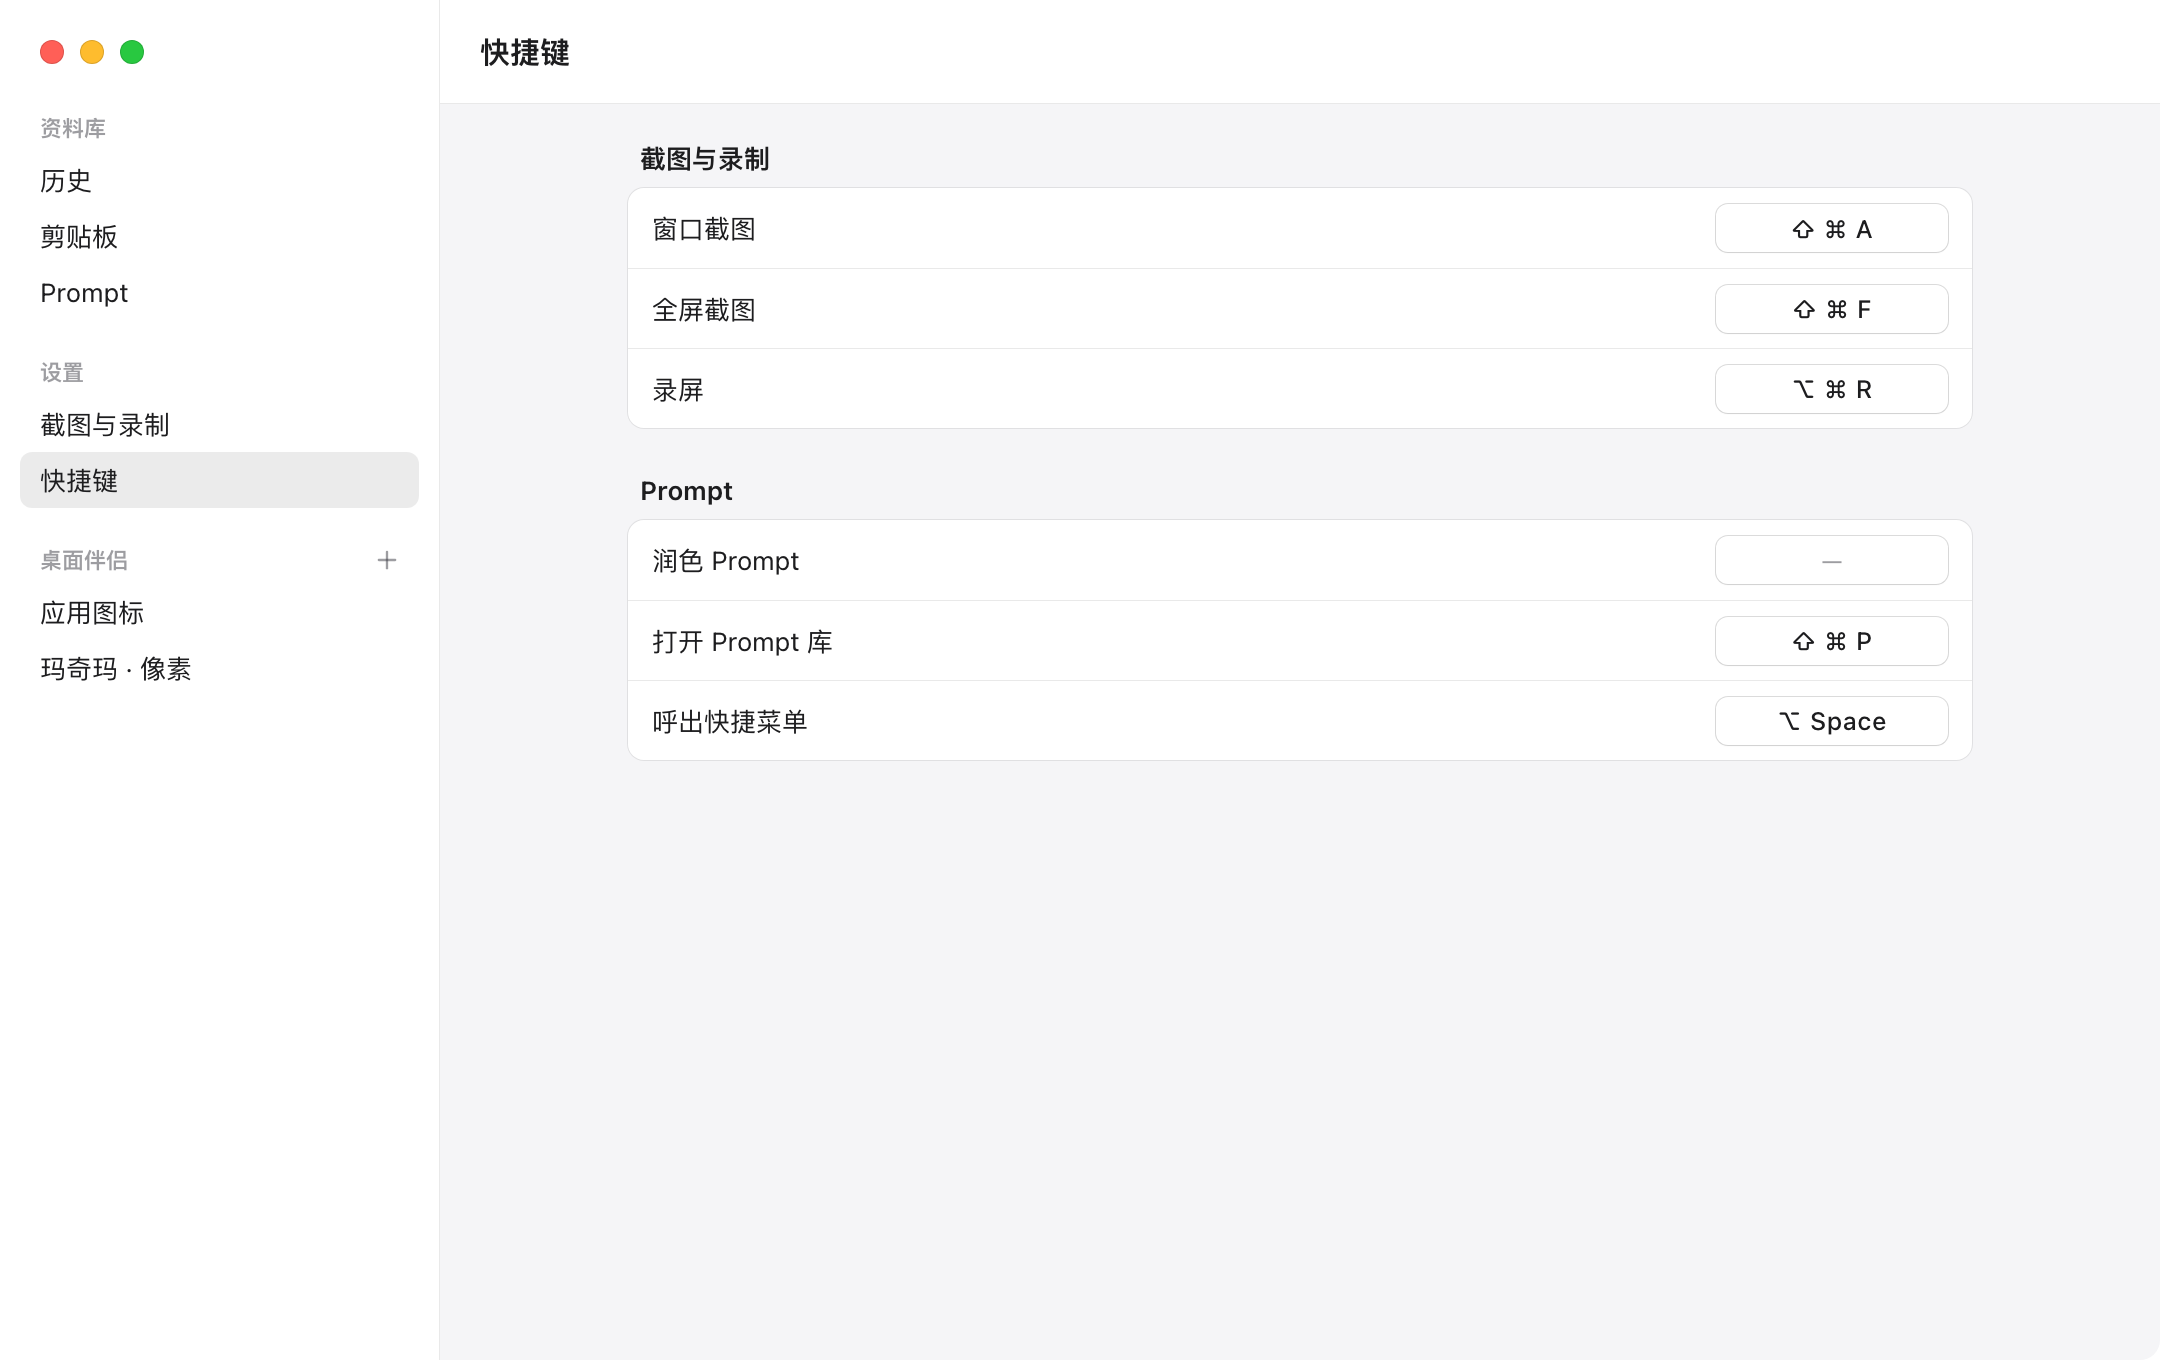 资料库
历史
剪贴板
Prompt
设置
截图与录制
快捷键
桌面伴侣 +
应用图标
玛奇玛 · 像素
快捷键
截图与录制
窗口截图 ⇧ ⌘ A
全屏截图 ⇧ ⌘ F
录屏 ⌥ ⌘ R
Prompt
润色 Prompt —
打开 Prompt 库 ⇧ ⌘ P
呼出快捷菜单 ⌥ Space